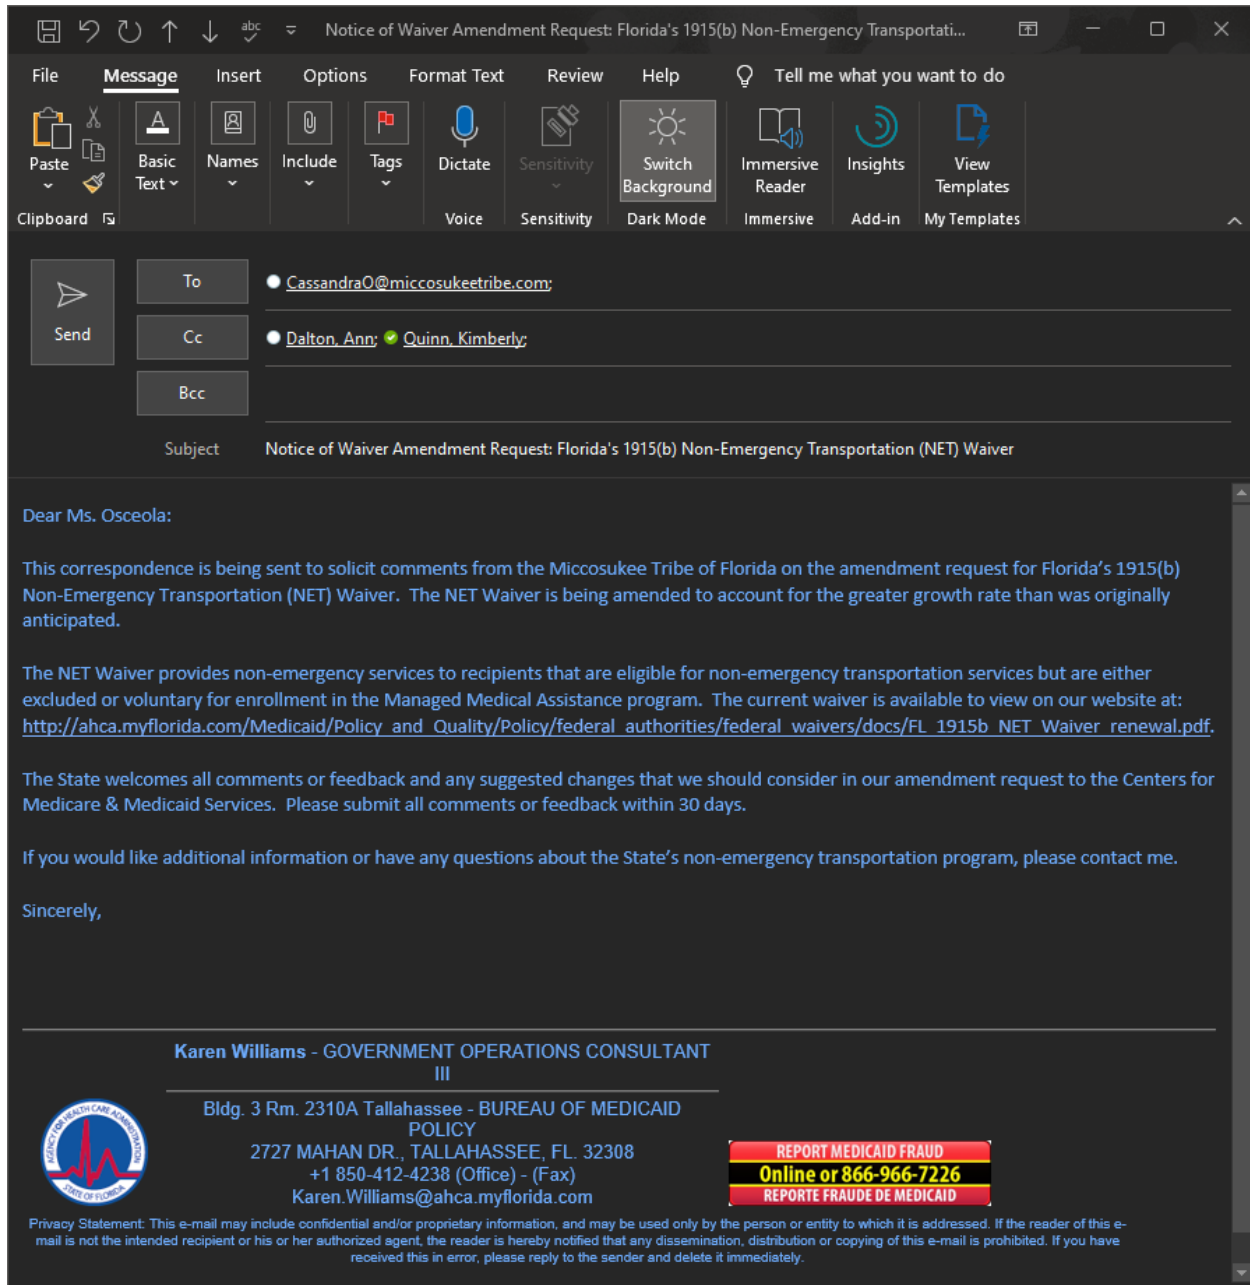 Notice of Waiver Amendment Request: Florida's 1915(b) Non-Emergency Transportati...
File Message Insert Options Format Text Review Help Tell me what you want to do
abc
Paste
Basic Text
Names
Include
Tags
Dictate
Sensitivity
Switch Background
Immersive Reader
Insights
View Templates
Clipboard Voice Sensitivity Dark Mode Immersive Add-in My Templates
Send
To CassandraO@miccosukeetribe.com;
Cc Dalton, Ann; Quinn, Kimberly;
Bcc
Subject Notice of Waiver Amendment Request: Florida's 1915(b) Non-Emergency Transportation (NET) Waiver
Dear Ms. Osceola:
This correspondence is being sent to solicit comments from the Miccosukee Tribe of Florida on the amendment request for Florida's 1915(b)
Non-Emergency Transportation (NET) Waiver. The NET Waiver is being amended to account for the greater growth rate than was originally
anticipated.
The NET Waiver provides non-emergency services to recipients that are eligible for non-emergency transportation services but are either
excluded or voluntary for enrollment in the Managed Medical Assistance program. The current waiver is available to view on our website at:
http://ahca.myflorida.com/Medicaid/Policy_and_Quality/Policy/federal_authorities/federal_waivers/docs/FL_1915b_NET_Waiver_renewal.pdf.
The State welcomes all comments or feedback and any suggested changes that we should consider in our amendment request to the Centers for
Medicare & Medicaid Services. Please submit all comments or feedback within 30 days.
If you would like additional information or have any questions about the State's non-emergency transportation program, please contact me.
Sincerely,
Karen Williams - GOVERNMENT OPERATIONS CONSULTANT
III
Bldg. 3 Rm. 2310A Tallahassee - BUREAU OF MEDICAID
POLICY
2727 MAHAN DR., TALLAHASSEE, FL. 32308
+1 850-412-4238 (Office) - (Fax)
Karen.Williams@ahca.myflorida.com
AGENCY FOR HEALTH CARE ADMINISTRATION
STATE OF FLORIDA
REPORT MEDICAID FRAUD
Online or 866-966-7226
REPORTE FRAUDE DE MEDICAID
Privacy Statement: This e-mail may include confidential and/or proprietary information, and may be used only by the person or entity to which it is addressed. If the reader of this e-
mail is not the intended recipient or his or her authorized agent, the reader is hereby notified that any dissemination, distribution or copying of this e-mail is prohibited. If you have
received this in error, please reply to the sender and delete it immediately.